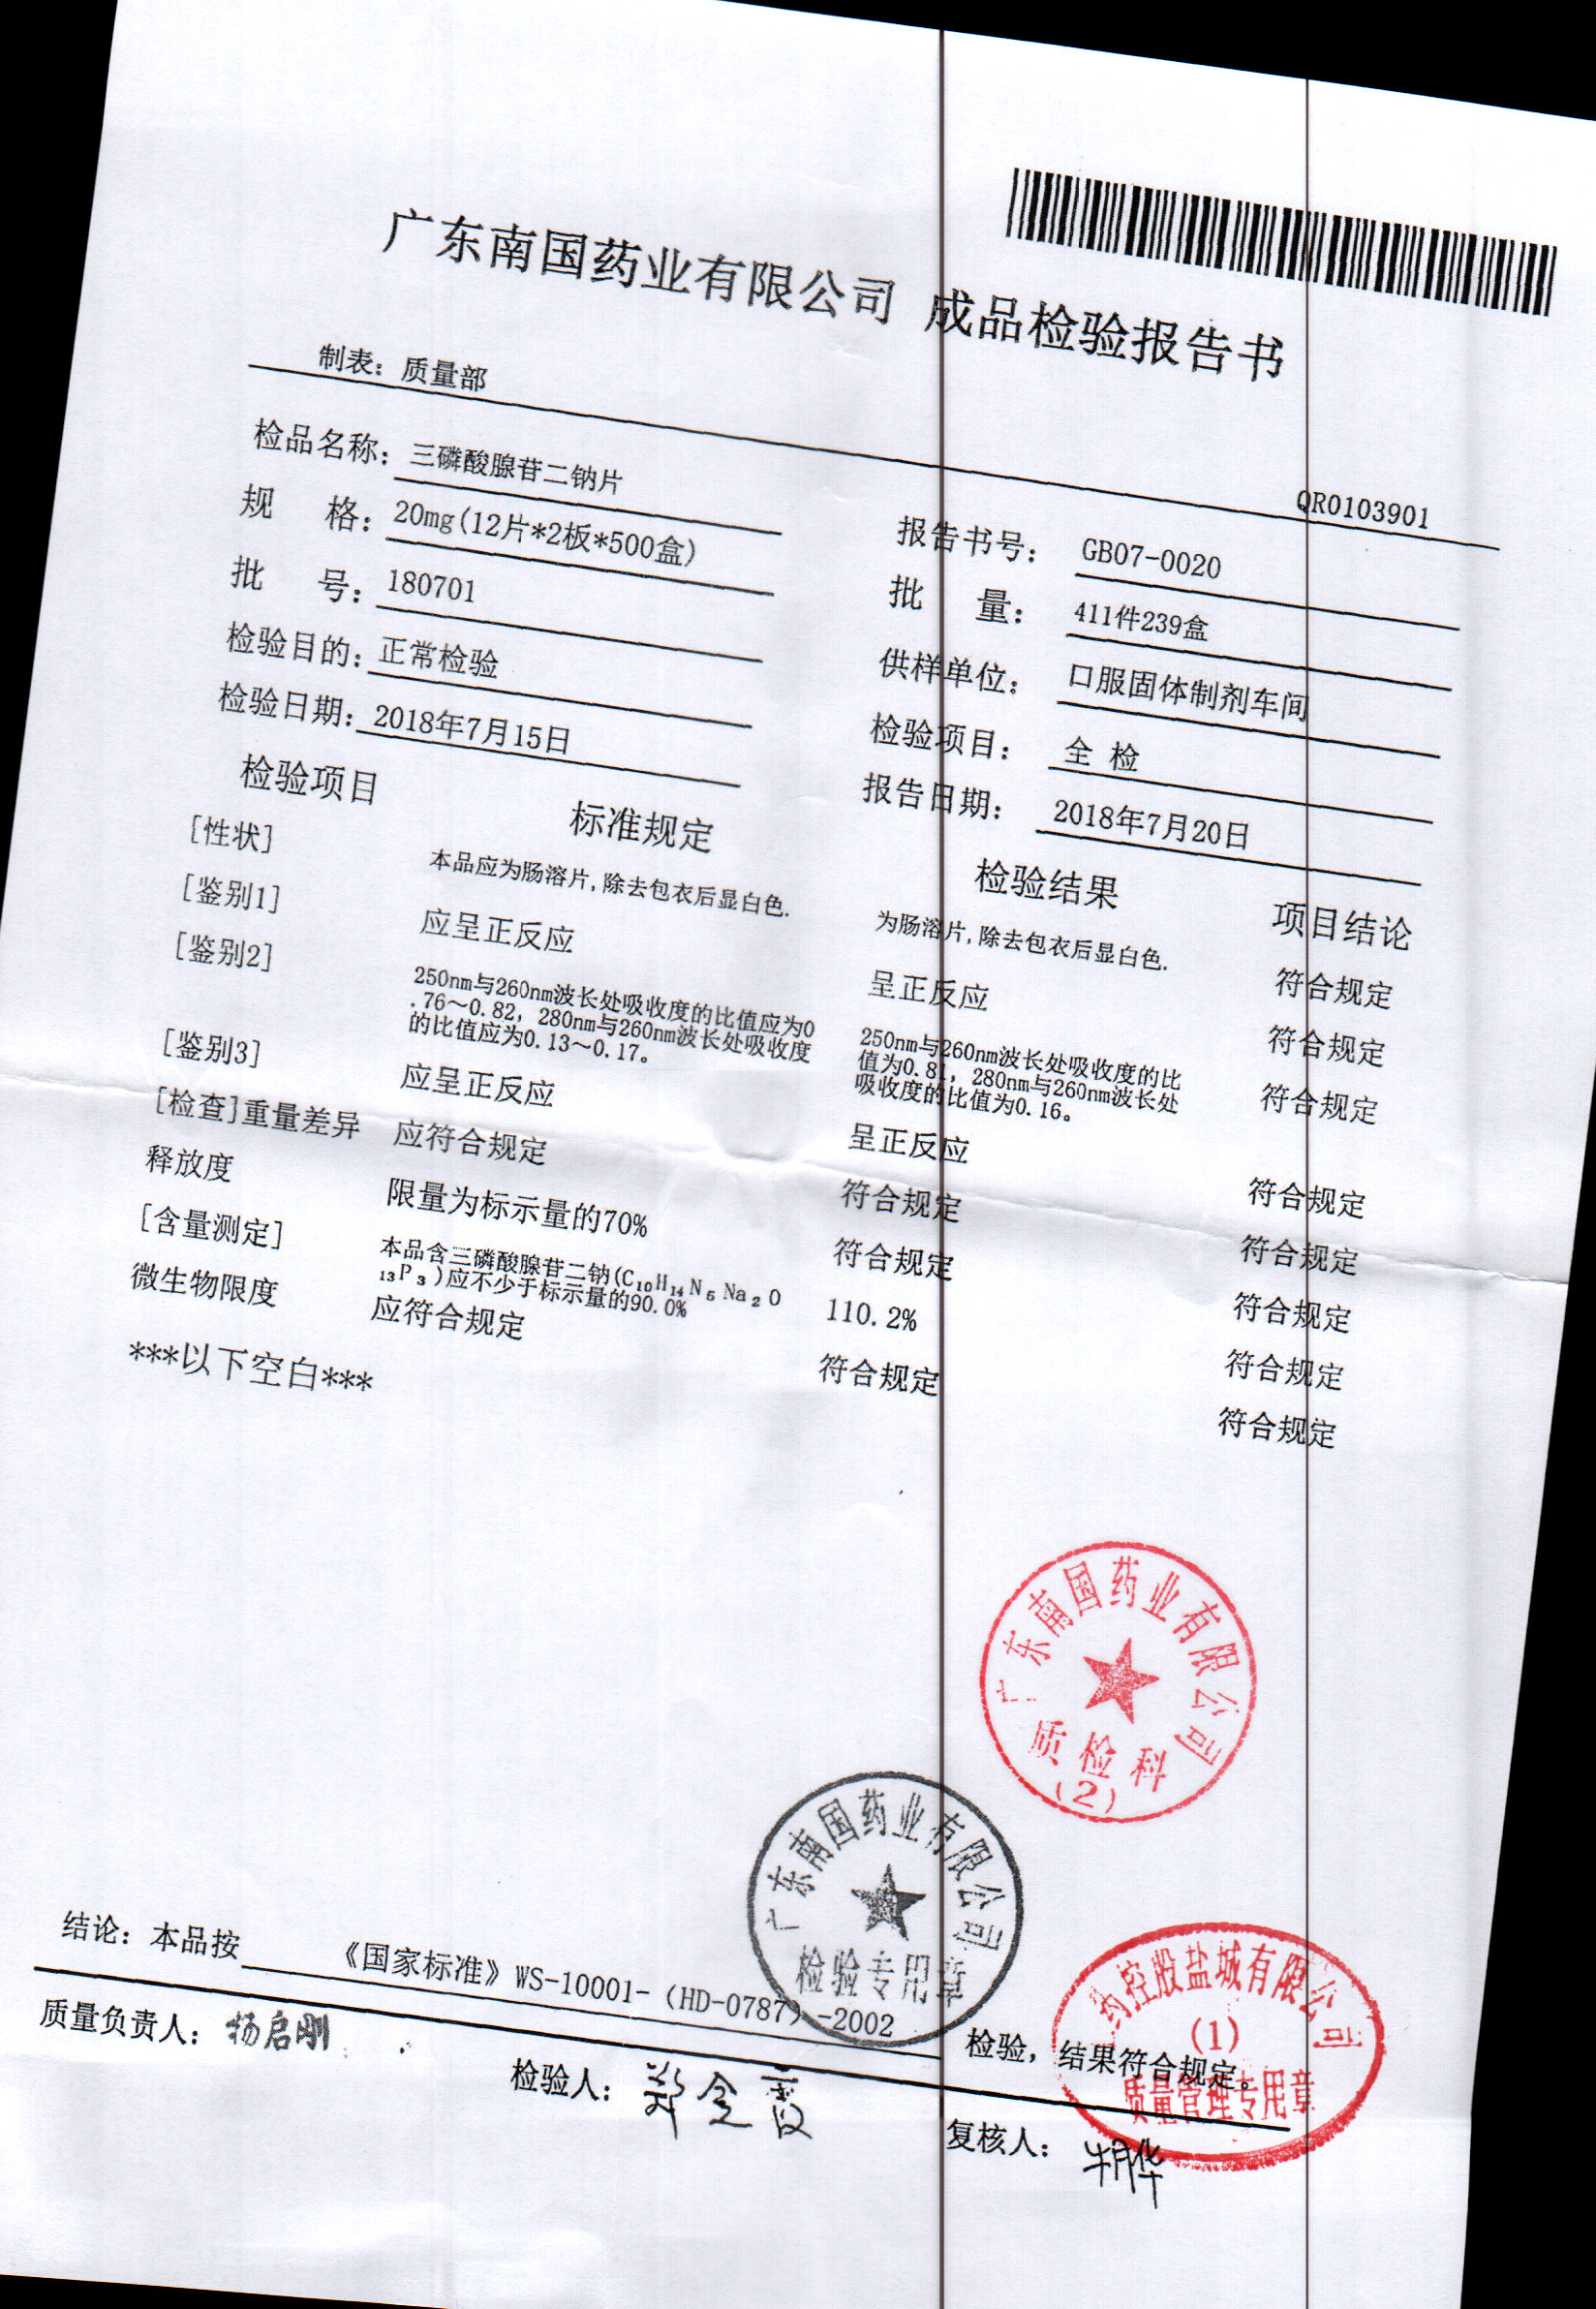 广东南国药业有限公司 成品检验报告书
制表：质量部
QR0103901
检品名称：三磷酸腺苷二钠片 报告书号：GB07-0020
规 格：20mg(12片*2板*500盒) 批 量：411件239盒
批 号：180701 供样单位：口服固体制剂车间
检验目的：正常检验 检验项目：全 检
检验日期：2018年7月15日 报告日期：2018年7月20日
检验项目 标准规定 检验结果 项目结论
[性状] 本品应为肠溶片,除去包衣后显白色. 为肠溶片,除去包衣后显白色. 符合规定
[鉴别1] 应呈正反应 呈正反应 符合规定
[鉴别2] 250nm与260nm波长处吸收度的比值应为0 250nm与260nm波长处吸收度的比 符合规定
.76～0.82，280nm与260nm波长处吸收度 值为0.81，280nm与260nm波长处
的比值应为0.13～0.17。 吸收度的比值为0.16。
[鉴别3] 应呈正反应 呈正反应 符合规定
[检查]重量差异 应符合规定 符合规定 符合规定
释放度 限量为标示量的70% 符合规定 符合规定
[含量测定] 本品含三磷酸腺苷二钠(C₁₀H₁₄N₅Na₂O 110.2% 符合规定
₁₃P₃)应不少于标示量的90.0%
微生物限度 应符合规定 符合规定 符合规定
***以下空白***
广东南国药业有限公司
质检科
(2)
广东南国药业有限公司
检验专用章
药控股盐城有限公司
(1)
质量管理专用章
结论：本品按 《国家标准》WS-10001-(HD-0787)-2002 检验，结果符合规定。
质量负责人：杨启刚 检验人：郑金霞 复核人：